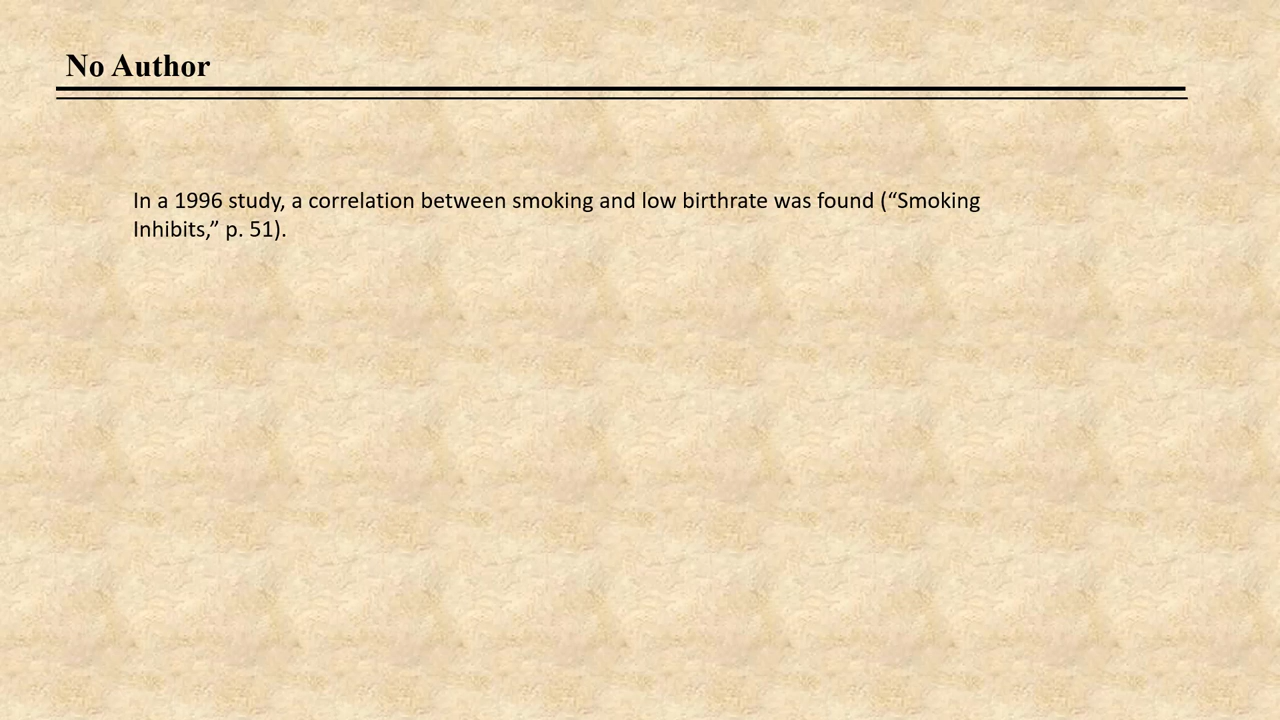 No Author
In a 1996 study, a correlation between smoking and low birthrate was found (“Smoking
Inhibits,” p. 51).